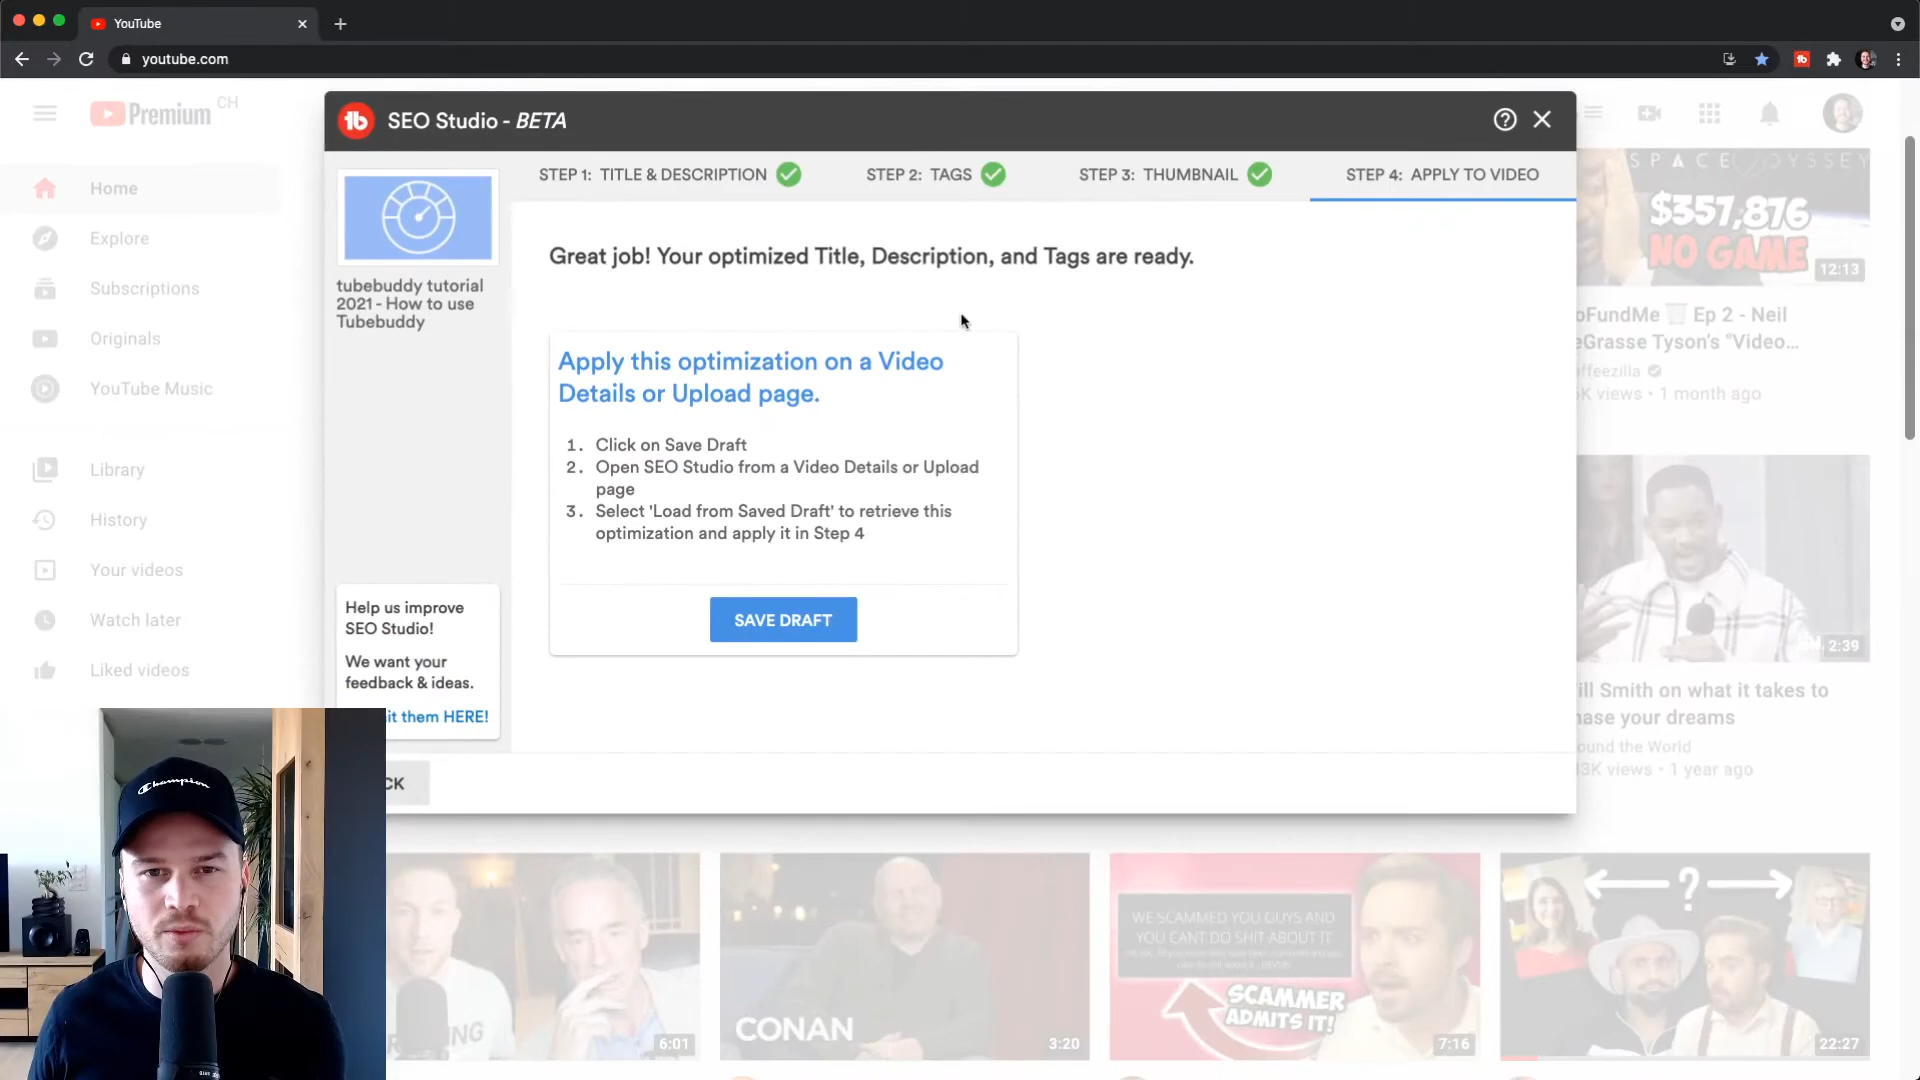 YouTube
youtube.com
Premium CH
Home
Explore
Subscriptions
Originals
YouTube Music
Library
History
Your videos
Watch later
Liked videos
SEO Studio - BETA
STEP 1: TITLE & DESCRIPTION
STEP 2: TAGS
STEP 3: THUMBNAIL
STEP 4: APPLY TO VIDEO
tubebuddy tutorial
2021 - How to use
Tubebuddy
Help us improve
SEO Studio!
We want your
feedback & ideas.
it them HERE!
Great job! Your optimized Title, Description, and Tags are ready.
Apply this optimization on a Video
Details or Upload page.
1. Click on Save Draft
2. Open SEO Studio from a Video Details or Upload
page
3. Select 'Load from Saved Draft' to retrieve this
optimization and apply it in Step 4
SAVE DRAFT
CK
SPACE ODYSSEY
$357,876
NO GAME
12:13
oFundMe Ep 2 - Neil
eGrasse Tyson's "Video...
affeezilla
K views • 1 month ago
2:39
ill Smith on what it takes to
hase your dreams
ound the World
3K views • 1 year ago
Champion
6:01
CONAN
3:20
WE SCAMMED YOU GUYS AND
YOU CANT DO SHIT ABOUT IT
SCAMMER
ADMITS IT!
7:16
?
22:27